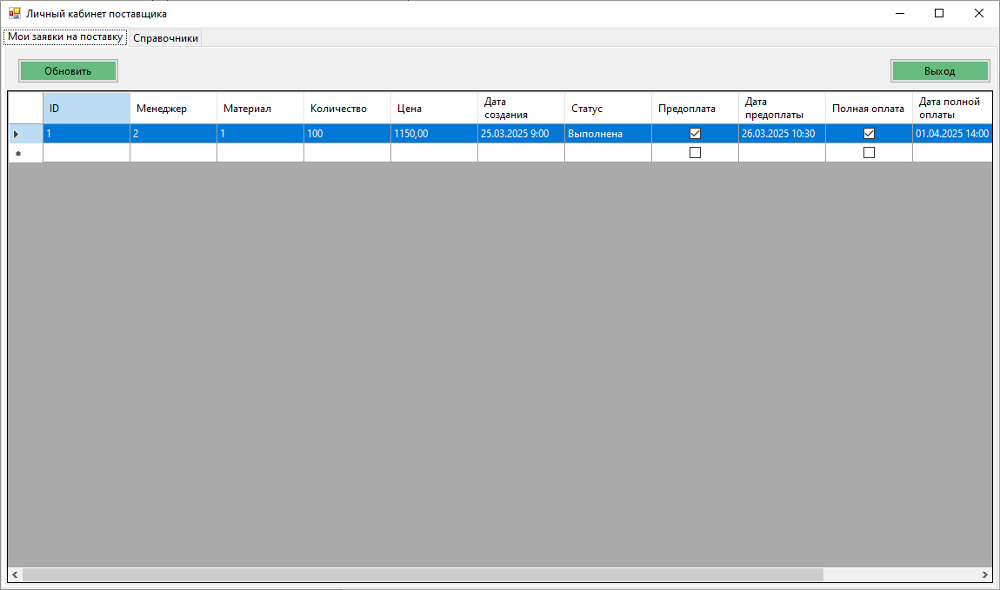 Личный кабинет поставщика
Мои заявки на поставку Справочники
Обновить Выход
ID Менеджер Материал Количество Цена Дата создания Статус Предоплата Дата предоплаты Полная оплата Дата полной оплаты
1 2 1 100 1150,00 25.03.2025 9:00 Выполнена 26.03.2025 10:30 01.04.2025 14:00